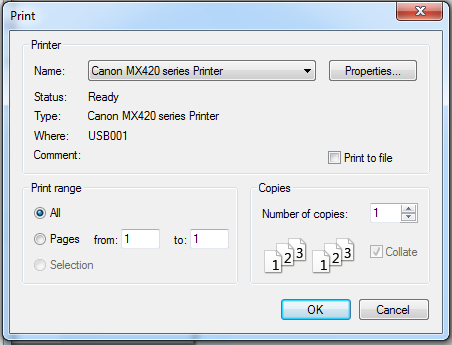 Print
Printer
Name: Canon MX420 series Printer Properties...
Status: Ready
Type: Canon MX420 series Printer
Where: USB001
Comment: Print to file
Print range
All
Pages from: 1 to: 1
Selection
Copies
Number of copies: 1
1 2 3 1 2 3 Collate
OK Cancel